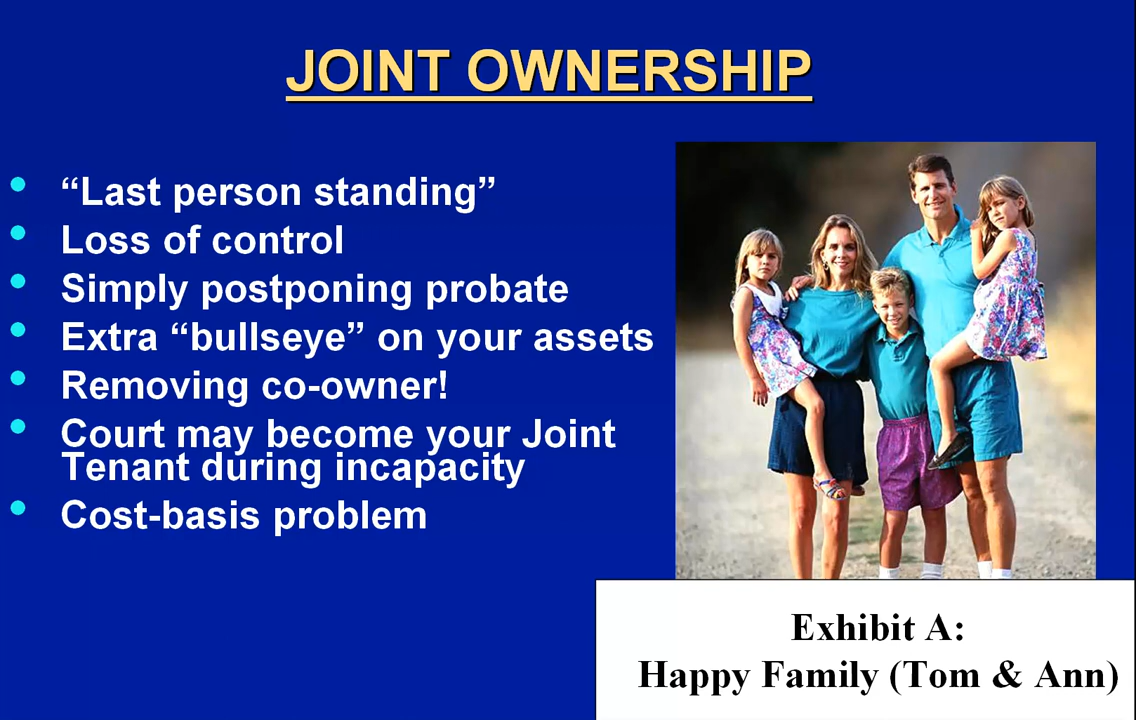 JOINT OWNERSHIP
• “Last person standing”
• Loss of control
• Simply postponing probate
• Extra “bullseye” on your assets
• Removing co-owner!
• Court may become your Joint
Tenant during incapacity
• Cost-basis problem
Exhibit A:
Happy Family (Tom & Ann)